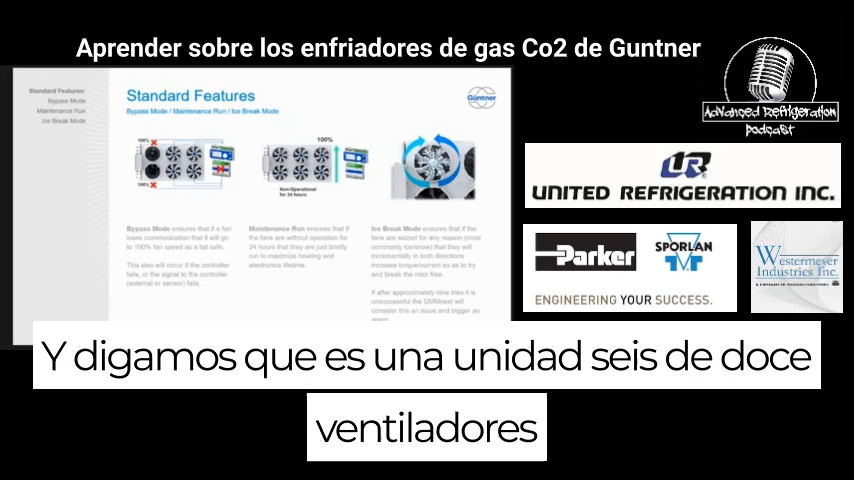 Aprender sobre los enfriadores de gas Co2 de Guntner
Advanced Refrigeration
podcast
Standard Features:
Bypass Mode
Maintenance Run
Ice Break Mode
Standard Features
Bypass Mode / Maintenance Run / Ice Break Mode
Güntner
100%
100%
100%
Non-Operational
for 24 hours
Bypass Mode ensures that if a fan
loses communication that it will go
to 100% fan speed as a fail safe.
This also will occur if the controller
fails, or the signal to the controller
(external or sensor) fails.
Maintenance Run ensures that if
the fans are without operation for
24 hours that they are just briefly
run to maximize bearing and
electronics lifetime.
Ice Break Mode ensures that if the
fans are seized for any reason (most
commonly ice/snow) that they will
incrementally in both directions
increase torque/current so as to try
and break the rotor free.
If after approximately nine tries it is
unsuccessful the GMMnext will
consider this an issue and trigger an
alarm.
UR
UNITED REFRIGERATION INC.
Parker
SPORLAN
ENGINEERING YOUR SUCCESS.
Westermeyer
Industries Inc.
Y digamos que es una unidad seis de doce
ventiladores